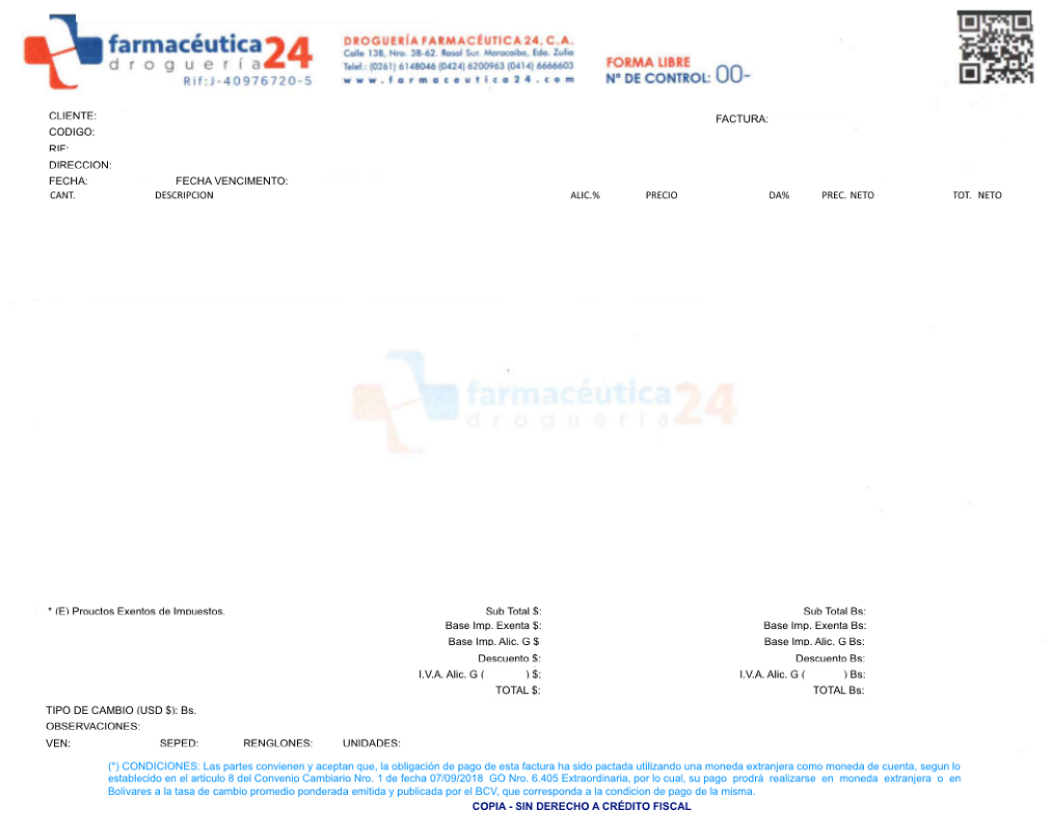 farmacéutica 24
droguería
Rif:J-40976720-5
DROGUERÍA FARMACÉUTICA 24, C.A.
Calle 138, Nro. 38-62. Rosal Sur. Maracaibo, Edo. Zulia
Telef.: (0261) 6148046 (0424) 6200963 (0414) 6666603
www.farmaceutica24.com
FORMA LIBRE
Nº DE CONTROL: 00-
CLIENTE:
FACTURA:
CODIGO:
RIF:
DIRECCION:
FECHA: FECHA VENCIMENTO:
CANT. DESCRIPCION ALIC.% PRECIO DA% PREC. NETO TOT. NETO
farmacéutica 24
droguería
* (E) Prouctos Exentos de Impuestos. Sub Total $: Sub Total Bs:
Base Imp. Exenta $: Base Imp. Exenta Bs:
Base Imp. Alic. G $ Base Imp. Alic. G Bs:
Descuento $: Descuento Bs:
I.V.A. Alic. G ( ) $: I.V.A. Alic. G ( ) Bs:
TOTAL $: TOTAL Bs:
TIPO DE CAMBIO (USD $): Bs.
OBSERVACIONES:
VEN: SEPED: RENGLONES: UNIDADES:
(*) CONDICIONES: Las partes convienen y aceptan que, la obligación de pago de esta factura ha sido pactada utilizando una moneda extranjera como moneda de cuenta, segun lo
establecido en el articulo 8 del Convenio Cambiario Nro. 1 de fecha 07/09/2018 GO Nro. 6.405 Extraordinaria, por lo cual, su pago prodrá realizarse en moneda extranjera o en
Bolivares a la tasa de cambio promedio ponderada emitida y publicada por el BCV, que corresponda a la condicion de pago de la misma.
COPIA - SIN DERECHO A CRÉDITO FISCAL